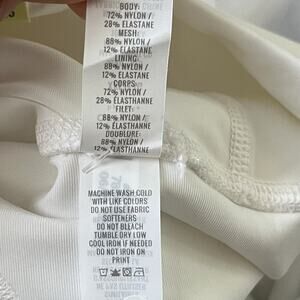 BODY:
72% NYLON /
28% ELASTANE
MESH:
88% NYLON /
12% ELASTANE
LINING:
88% NYLON /
12% ELASTANE
CORPS:
72% NYLON /
28% ÉLASTHANNE
FILET:
88% NYLON /
12% ÉLASTHANNE
DOUBLURE:
88% NYLON /
12% ÉLASTHANNE
MACHINE WASH COLD
WITH LIKE COLORS
DO NOT USE FABRIC
SOFTENERS
DO NOT BLEACH
TUMBLE DRY LOW
COOL IRON IF NEEDED
DO NOT IRON ON
PRINT